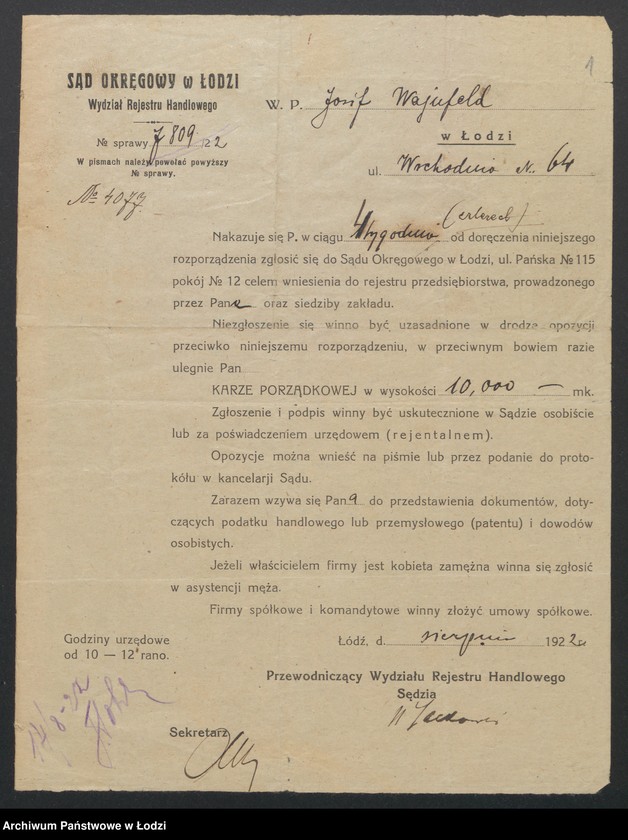 1
SĄD OKRĘGOWY w ŁODZI
Wydział Rejestru Handlowego
№ sprawy J 809/22
W pismach należy powołać powyższy
№ sprawy.
№ 4077.
W. P. Josif Wajnfeld
w Łodzi
ul. Wschodnia N. 64
Nakazuje się P. w ciągu 4 tygodnia (czterech) od doręczenia niniejszego
rozporządzenia zgłosić się do Sądu Okręgowego w Łodzi, ul. Pańska № 115
pokój № 12 celem wniesienia do rejestru przedsiębiorstwa, prowadzonego
przez Pana oraz siedziby zakładu.
Niezgłoszenie się winno być uzasadnione w drodze opozycji
przeciwko niniejszemu rozporządzeniu, w przeciwnym bowiem razie
ulegnie Pan
KARZE PORZĄDKOWEJ w wysokości 10,000 — mk.
Zgłoszenie i podpis winny być uskutecznione w Sądzie osobiście
lub za poświadczeniem urzędowem (rejentalnem).
Opozycje można wnieść na piśmie lub przez podanie do proto-
kółu w kancelarji Sądu.
Zarazem wzywa się Pana do przedstawienia dokumentów, doty-
czących podatku handlowego lub przemysłowego (patentu) i dowodów
osobistych.
Jeżeli właścicielem firmy jest kobieta zamężna winna się zgłosić
w asystencji męża.
Firmy spółkowe i komandytowe winny złożyć umowy spółkowe.
Godziny urzędowe
od 10 — 12 rano.
Łódź, d. sierpnia 1922
Przewodniczący Wydziału Rejestru Handlowego
Sędzia
Sekretarz
Archiwum Państwowe w Łodzi